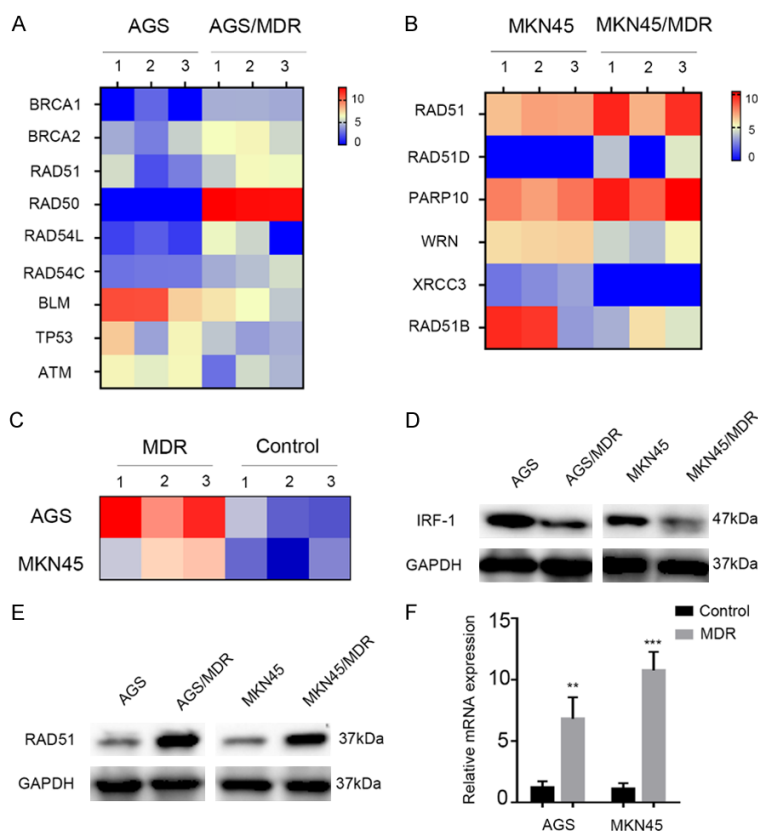 A
AGS AGS/MDR
1 2 3 1 2 3
BRCA1
BRCA2
RAD51
RAD50
RAD54L
RAD54C
BLM
TP53
ATM
10
5
0
B
MKN45 MKN45/MDR
1 2 3 1 2 3
RAD51
RAD51D
PARP10
WRN
XRCC3
RAD51B
10
5
0
C
MDR Control
1 2 3 1 2 3
AGS
MKN45
D
AGS AGS/MDR MKN45 MKN45/MDR
IRF-1 47kDa
GAPDH 37kDa
E
AGS AGS/MDR MKN45 MKN45/MDR
RAD51 37kDa
GAPDH 37kDa
F
Control
MDR
Relative mRNA expression
15
10
5
0
** ***
AGS MKN45